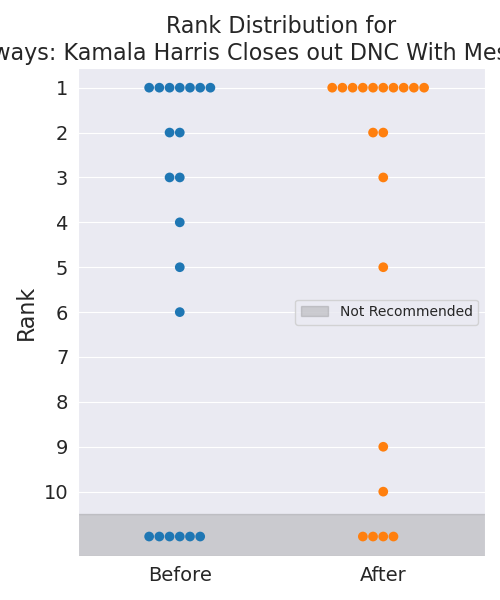 Rank Distribution for
ways: Kamala Harris Closes out DNC With Mes
1
2
3
4
5
6
7
8
9
10
Rank
Not Recommended
Before
After